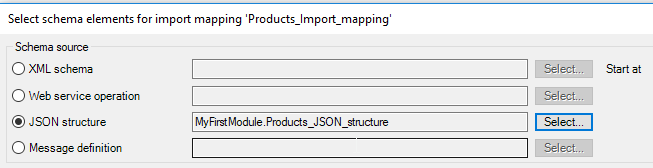 Select schema elements for import mapping 'Products_Import_mapping'
Schema source
XML schema Select... Start at
Web service operation Select...
JSON structure MyFirstModule.Products_JSON_structure Select...
Message definition Select...